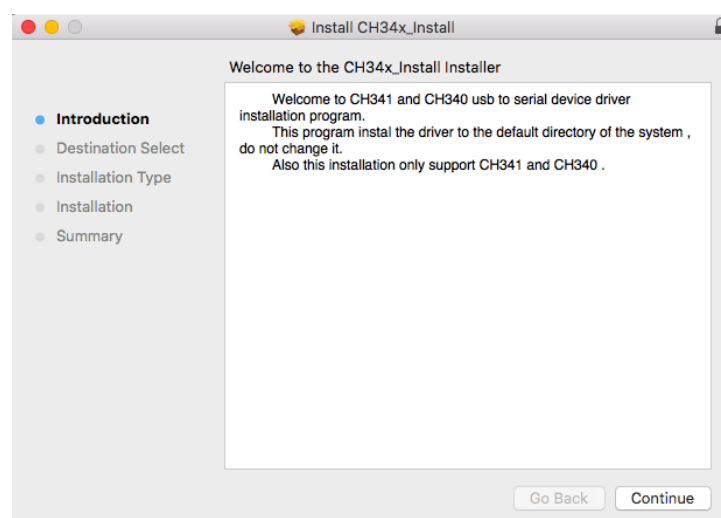 Install CH34x_Install
Welcome to the CH34x_Install Installer
Introduction
Destination Select
Installation Type
Installation
Summary
Welcome to CH341 and CH340 usb to serial device driver
installation program.
This program instal the driver to the default directory of the system ,
do not change it.
Also this installation only support CH341 and CH340 .
Go Back
Continue